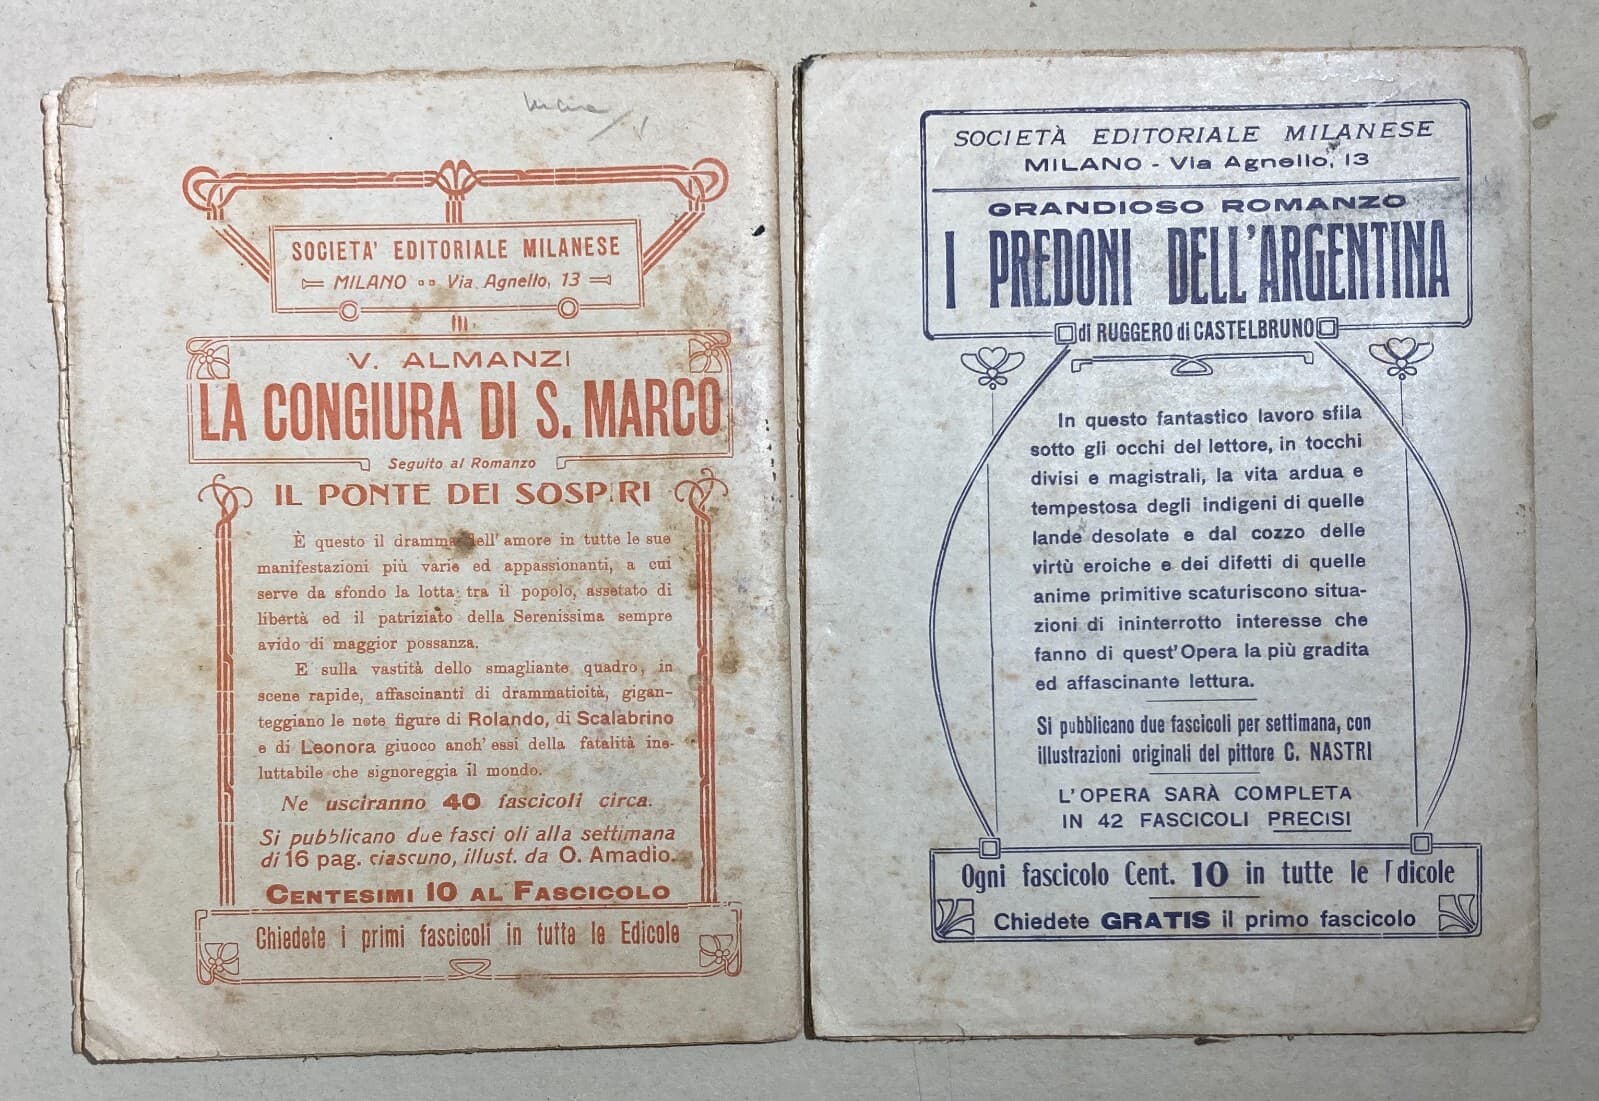 SOCIETA' EDITORIALE MILANESE
MILANO Via Agnello, 13
V. ALMANZI
LA CONGIURA DI S. MARCO
Seguito al Romanzo
IL PONTE DEI SOSPIRI
È questo il dramma dell' amore in tutte le sue
manifestazioni più varie ed appassionanti, a cui
serve da sfondo la lotta tra il popolo, assetato di
libertà ed il patriziato della Serenissima sempre
avido di maggior possanza.
E sulla vastità dello smagliante quadro, in
scene rapide, affascinanti di drammaticità, gigan-
teggiano le note figure di Rolando, di Scalabrino
e di Leonora giuoco anch' essi della fatalità ine-
luttabile che signoreggia il mondo.
Ne usciranno 40 fascicoli circa.
Si pubblicano due fasci oli alla settimana
di 16 pag. ciascuno, illust. da O. Amadio.
CENTESIMI 10 AL FASCICOLO
Chiedete i primi fascicoli in tutte le Edicole
SOCIETÀ EDITORIALE MILANESE
MILANO - Via Agnello, 13
GRANDIOSO ROMANZO
I PREDONI DELL'ARGENTINA
di RUGGERO di CASTELBRUNO
In questo fantastico lavoro sfila
sotto gli occhi del lettore, in tocchi
divisi e magistrali, la vita ardua e
tempestosa degli indigeni di quelle
lande desolate e dal cozzo delle
virtù eroiche e dei difetti di quelle
anime primitive scaturiscono situa-
zioni di ininterrotto interesse che
fanno di quest'Opera la più gradita
ed affascinante lettura.
Si pubblicano due fascicoli per settimana, con
illustrazioni originali del pittore C. NASTRI
L'OPERA SARÀ COMPLETA
IN 42 FASCICOLI PRECISI
Ogni fascicolo Cent. 10 in tutte le Edicole
Chiedete GRATIS il primo fascicolo